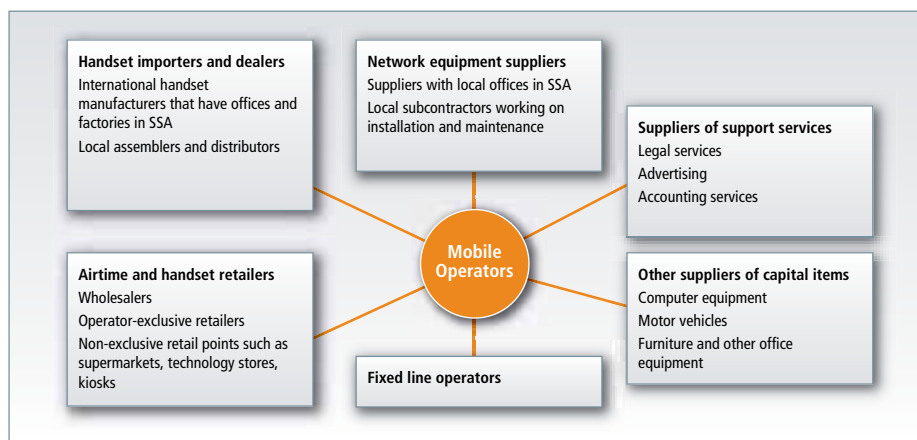 Handset importers and dealers
International handset
manufacturers that have offices and
factories in SSA
Local assemblers and distributors
Network equipment suppliers
Suppliers with local offices in SSA
Local subcontractors working on
installation and maintenance
Suppliers of support services
Legal services
Advertising
Accounting services
Mobile
Operators
Airtime and handset retailers
Wholesalers
Operator-exclusive retailers
Non-exclusive retail points such as
supermarkets, technology stores,
kiosks
Fixed line operators
Other suppliers of capital items
Computer equipment
Motor vehicles
Furniture and other office
equipment